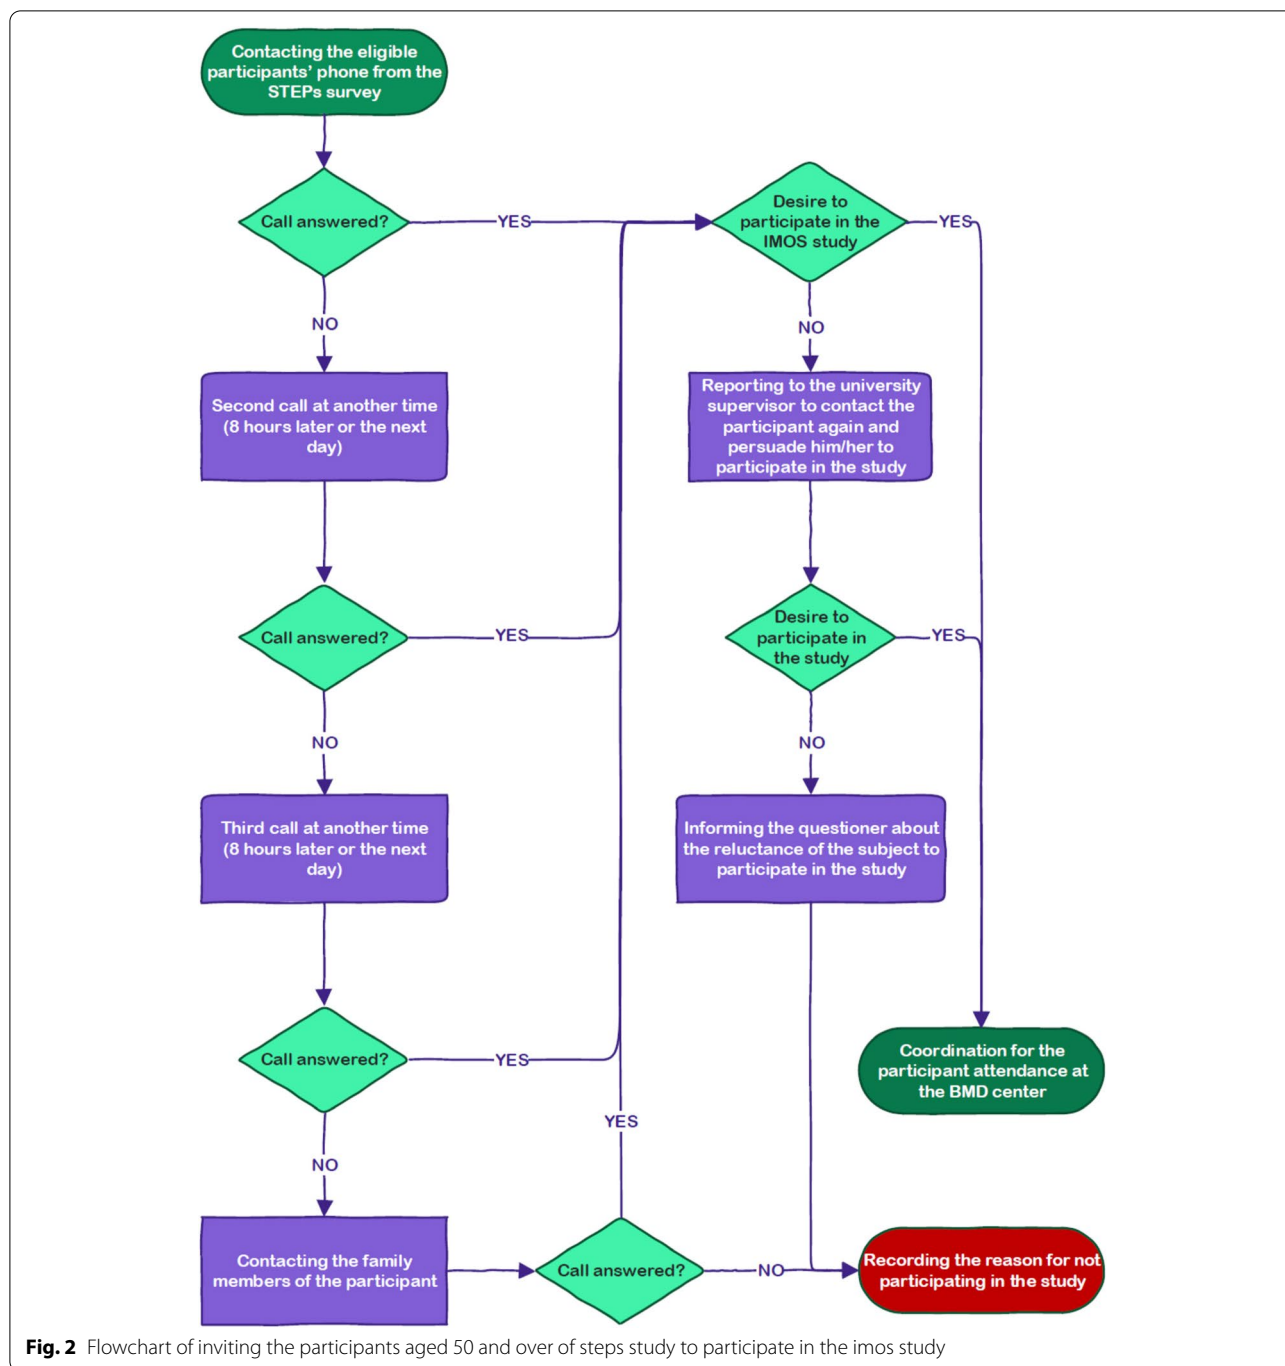 Contacting the eligible
participants' phone from the
STEPs survey
Call answered?
YES
Desire to
participate in the
IMOS study
YES
NO
NO
Second call at another time
(8 hours later or the next
day)
Reporting to the university
supervisor to contact the
participant again and
persuade him/her to
participate in the study
Call answered?
YES
Desire to
participate in
the study
YES
NO
NO
Third call at another time
(8 hours later or the next
day)
Informing the questioner about
the reluctance of the subject to
participate in the study
Call answered?
YES
Coordination for the
participant attendance at
the BMD center
YES
NO
Contacting the family
members of the participant
Call answered?
NO
Recording the reason for not
participating in the study
Fig. 2 Flowchart of inviting the participants aged 50 and over of steps study to participate in the imos study